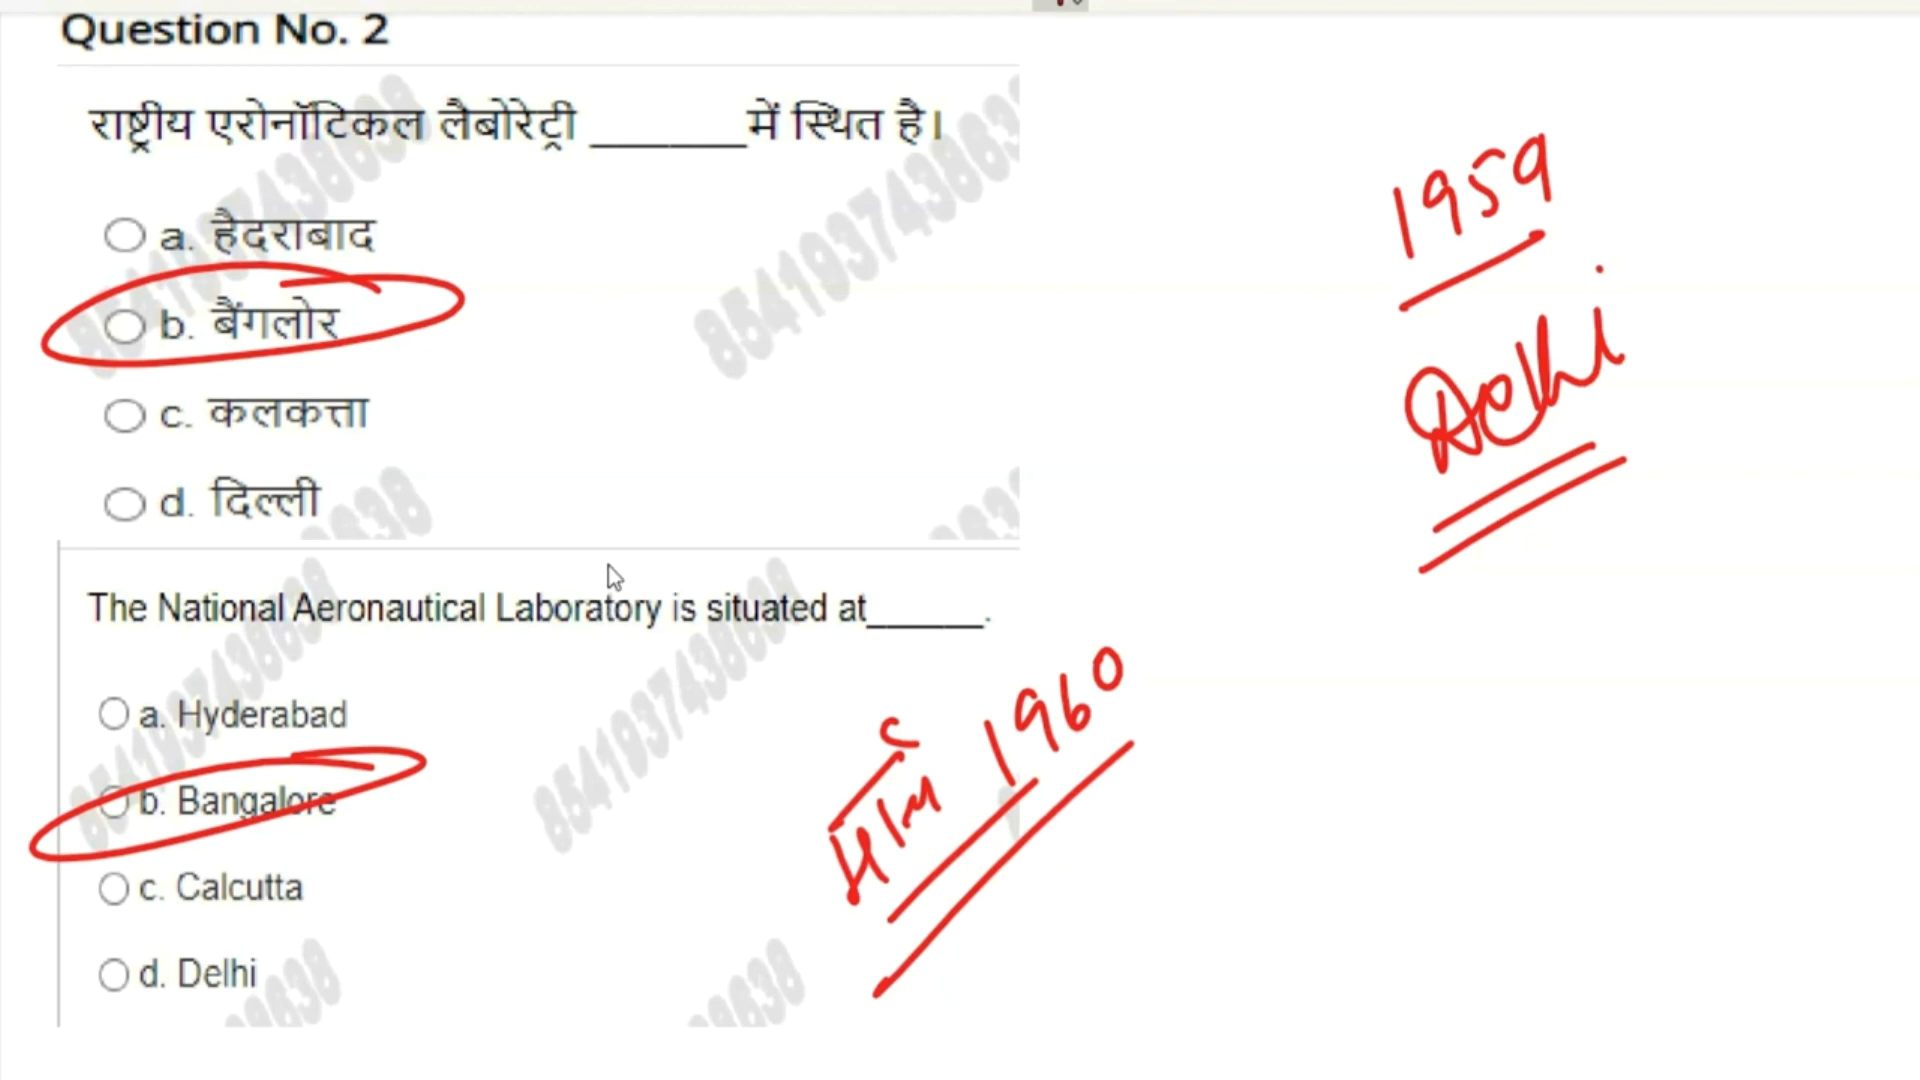 Question No. 2
राष्ट्रीय एरोनॉटिकल लैबोरेट्री ______ में स्थित है।
a. हैदराबाद
b. बैंगलोर
c. कलकत्ता
d. दिल्ली
1959
Delhi
The National Aeronautical Laboratory is situated at______.
a. Hyderabad
b. Bangalore
c. Calcutta
d. Delhi
मार्च 1960